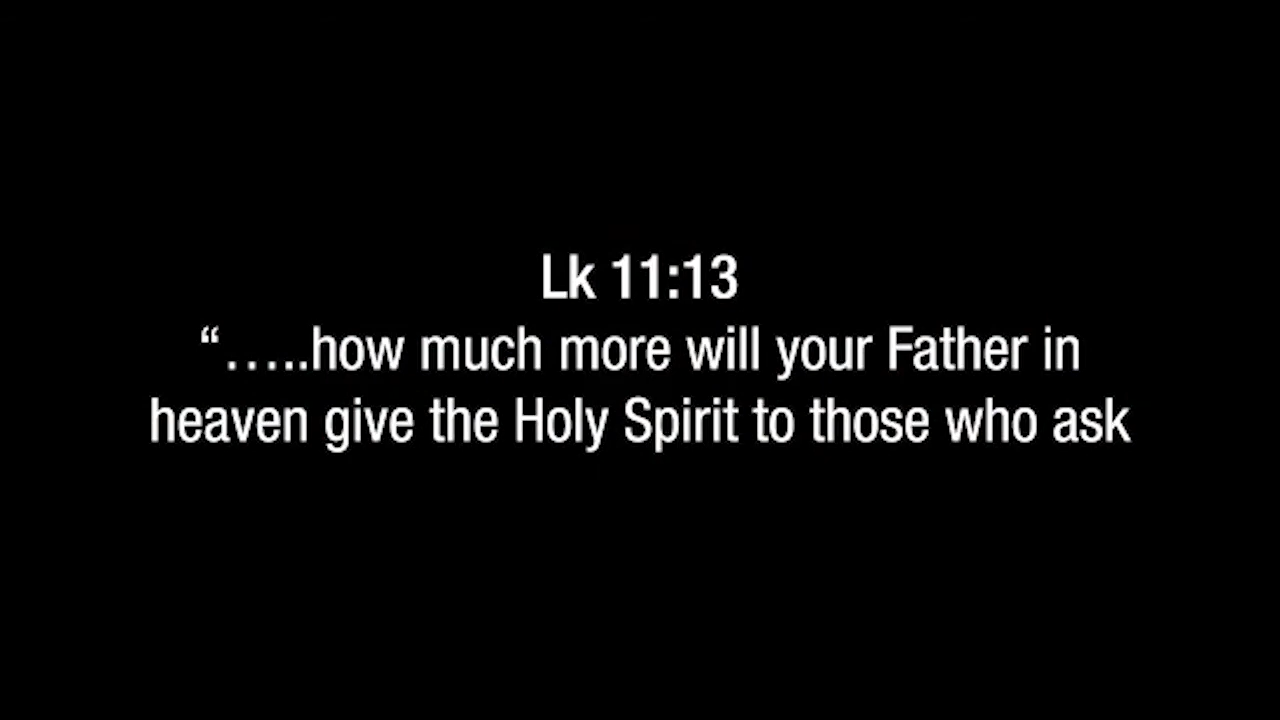 Lk 11:13
“…..how much more will your Father in
heaven give the Holy Spirit to those who ask